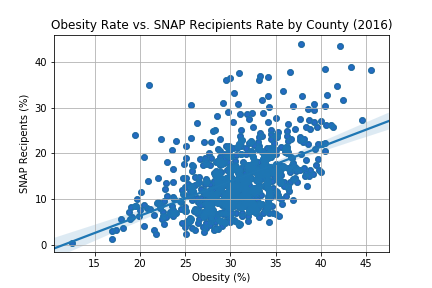 Obesity Rate vs. SNAP Recipients Rate by County (2016)
40
30
20
10
0
SNAP Recipents (%)
15 20 25 30 35 40 45
Obesity (%)